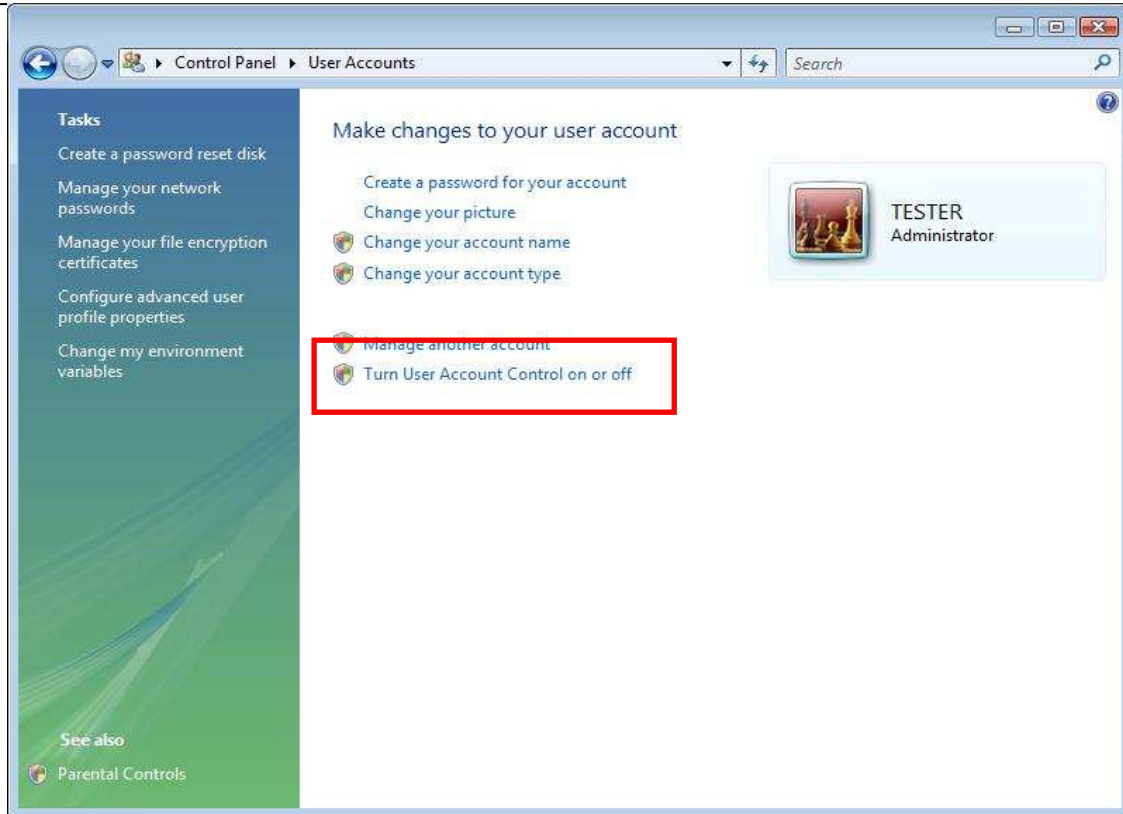 Control Panel
User Accounts
Search
Tasks
Create a password reset disk
Manage your network
passwords
Manage your file encryption
certificates
Configure advanced user
profile properties
Change my environment
variables
See also
Parental Controls
Make changes to your user account
Create a password for your account
Change your picture
Change your account name
Change your account type
Manage another account
Turn User Account Control on or off
TESTER
Administrator